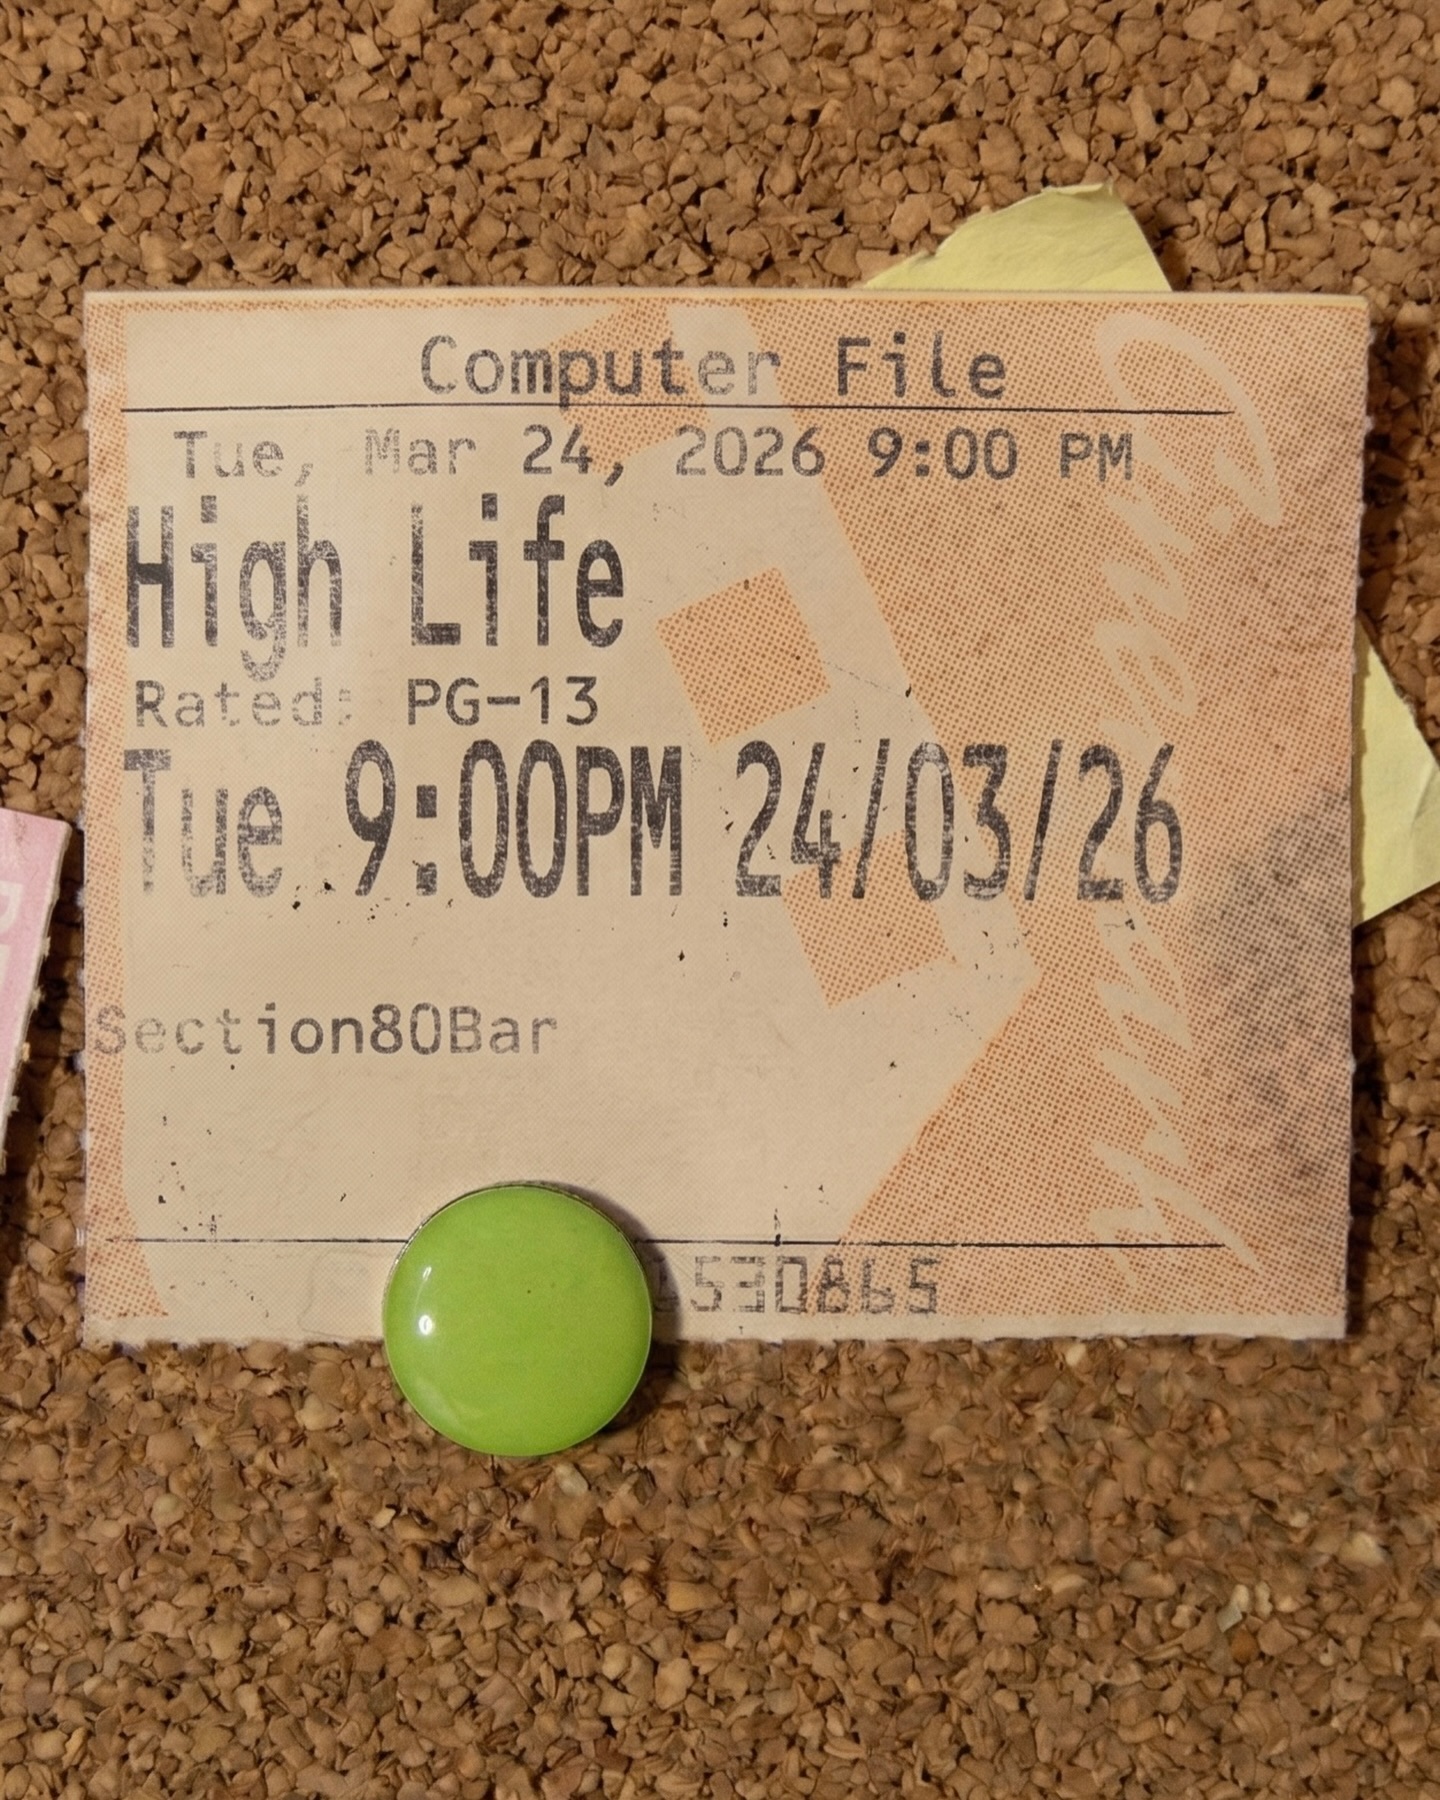 Computer File
Tue, Mar 24, 2026 9:00 PM
High Life
Rated: PG-13
Tue 9:00PM 24/03/26
Section80Bar
530865